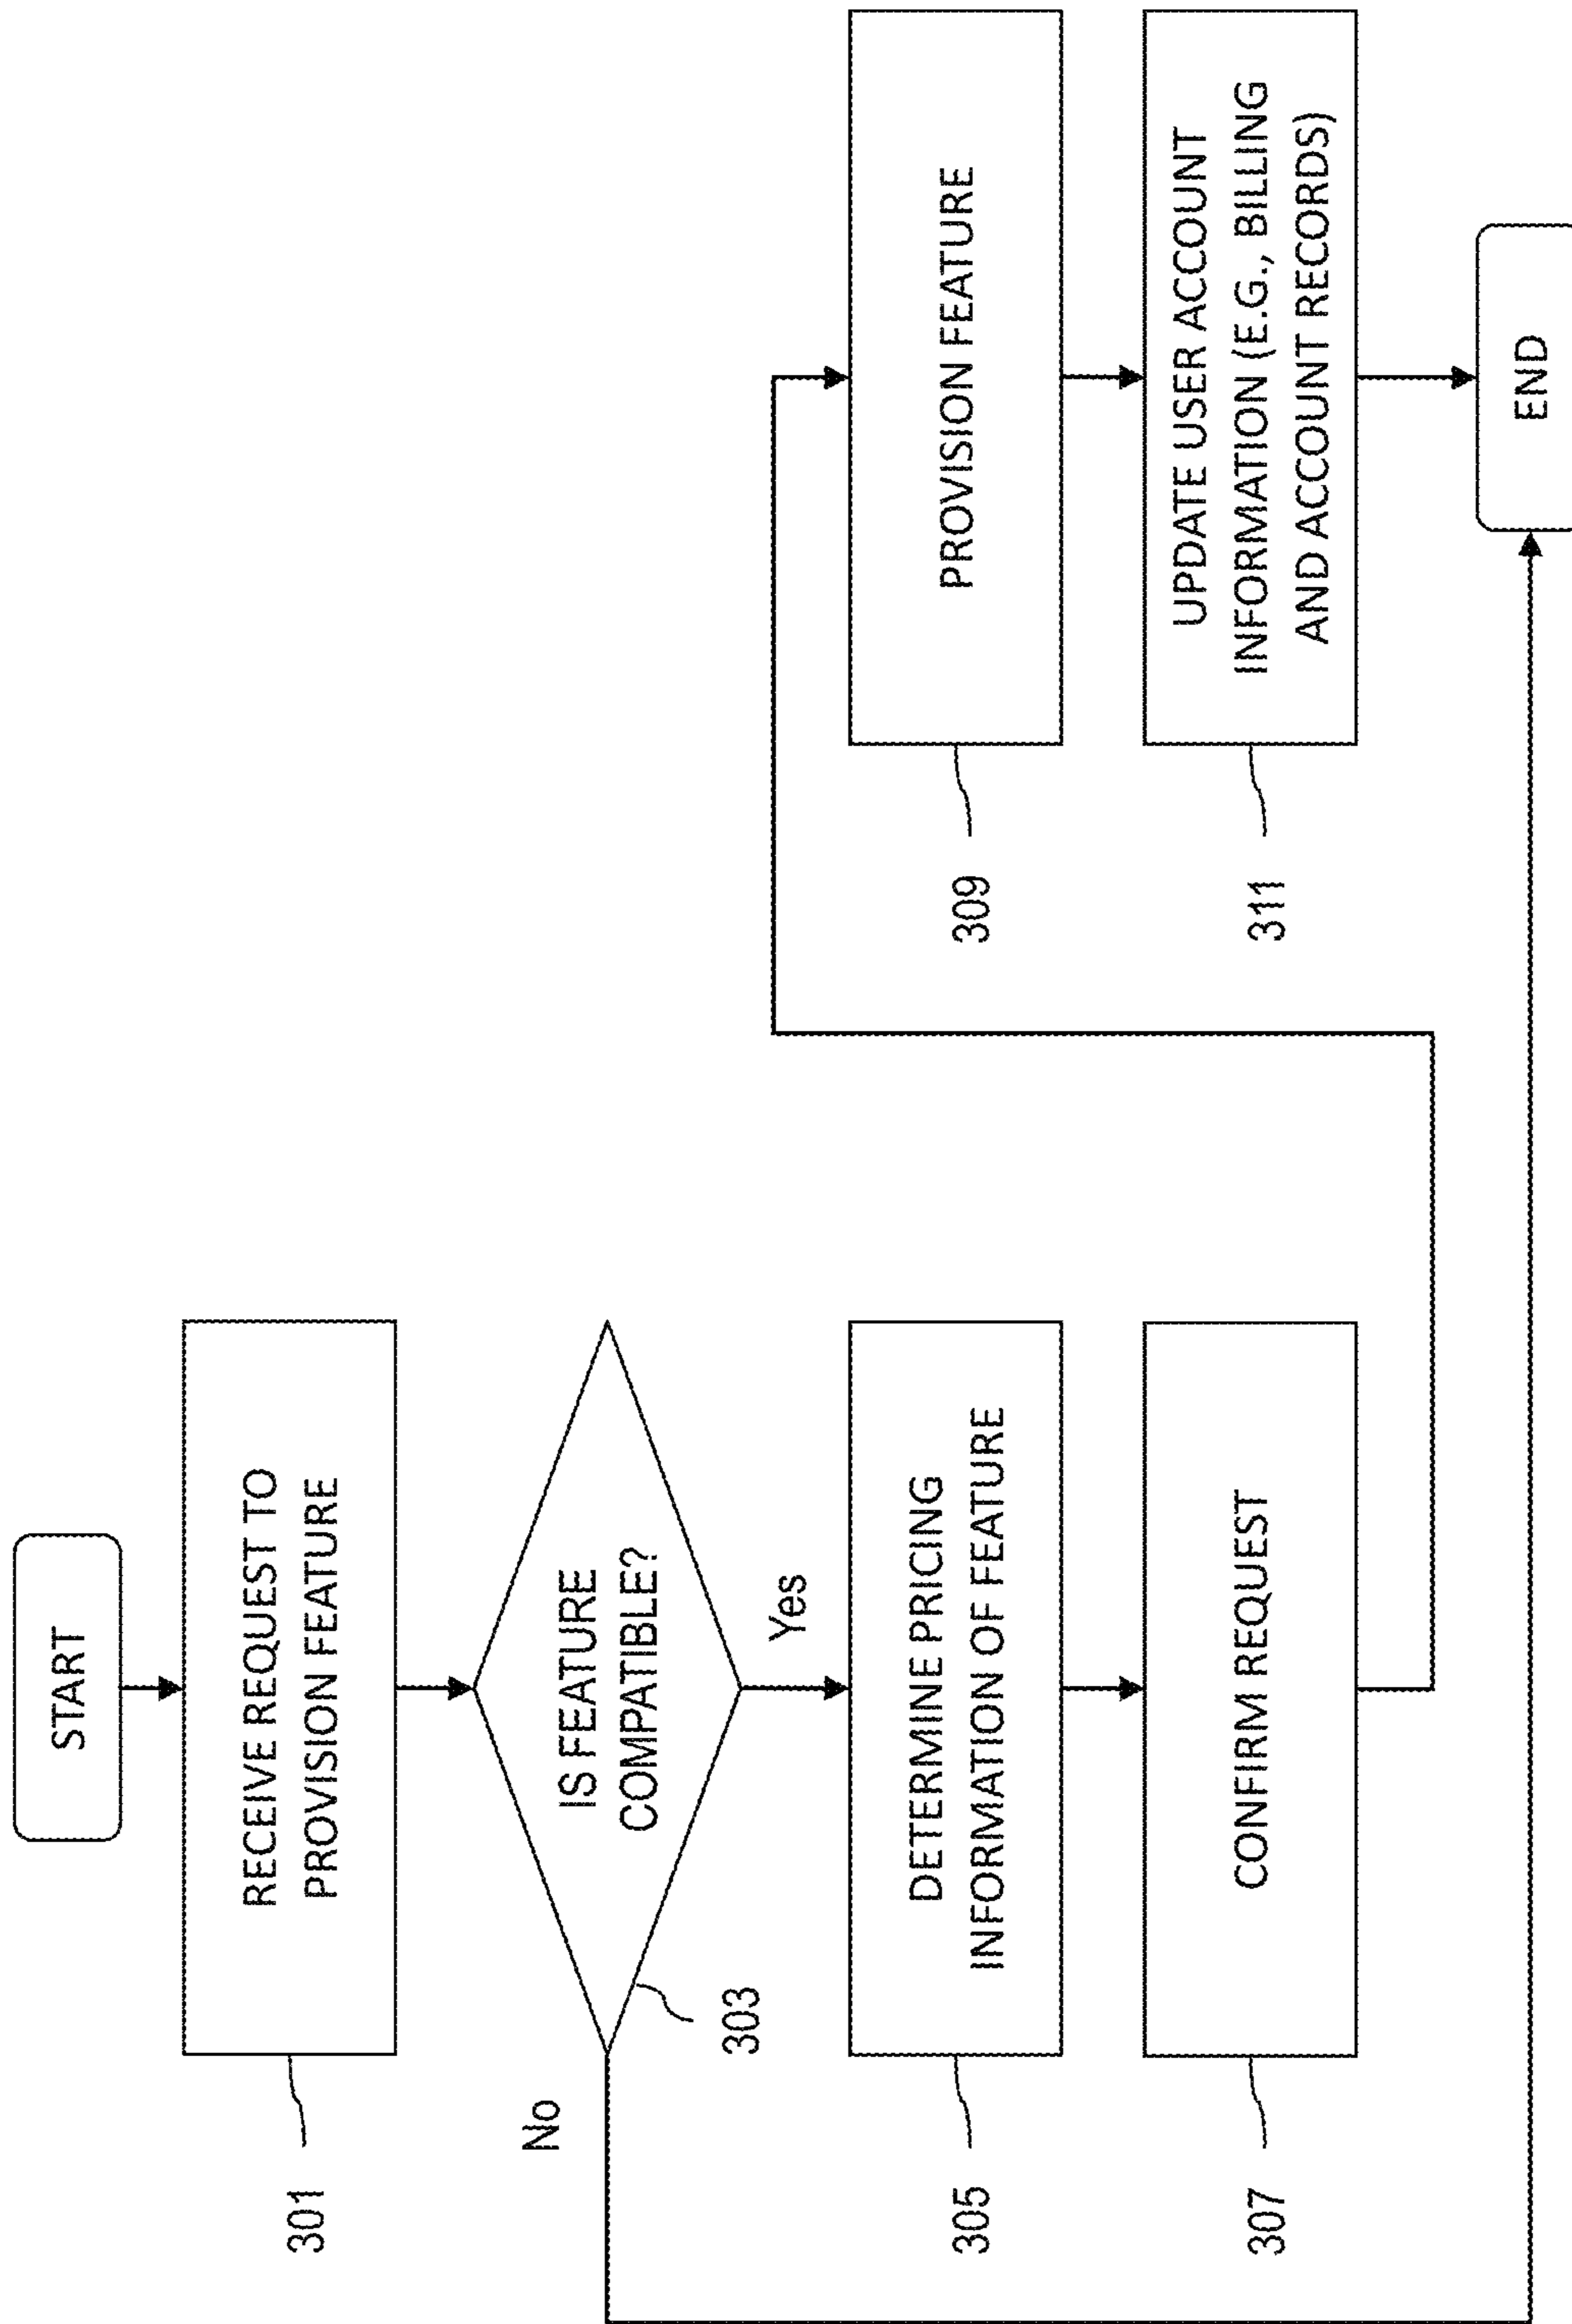 START
RECEIVE REQUEST TO
PROVISION FEATURE
301
IS FEATURE
COMPATIBLE?
303
No
Yes
DETERMINE PRICING
INFORMATION OF FEATURE
305
CONFIRM REQUEST
307
PROVISION FEATURE
309
UPDATE USER ACCOUNT
INFORMATION (E.G., BILLING
AND ACCOUNT RECORDS)
311
END